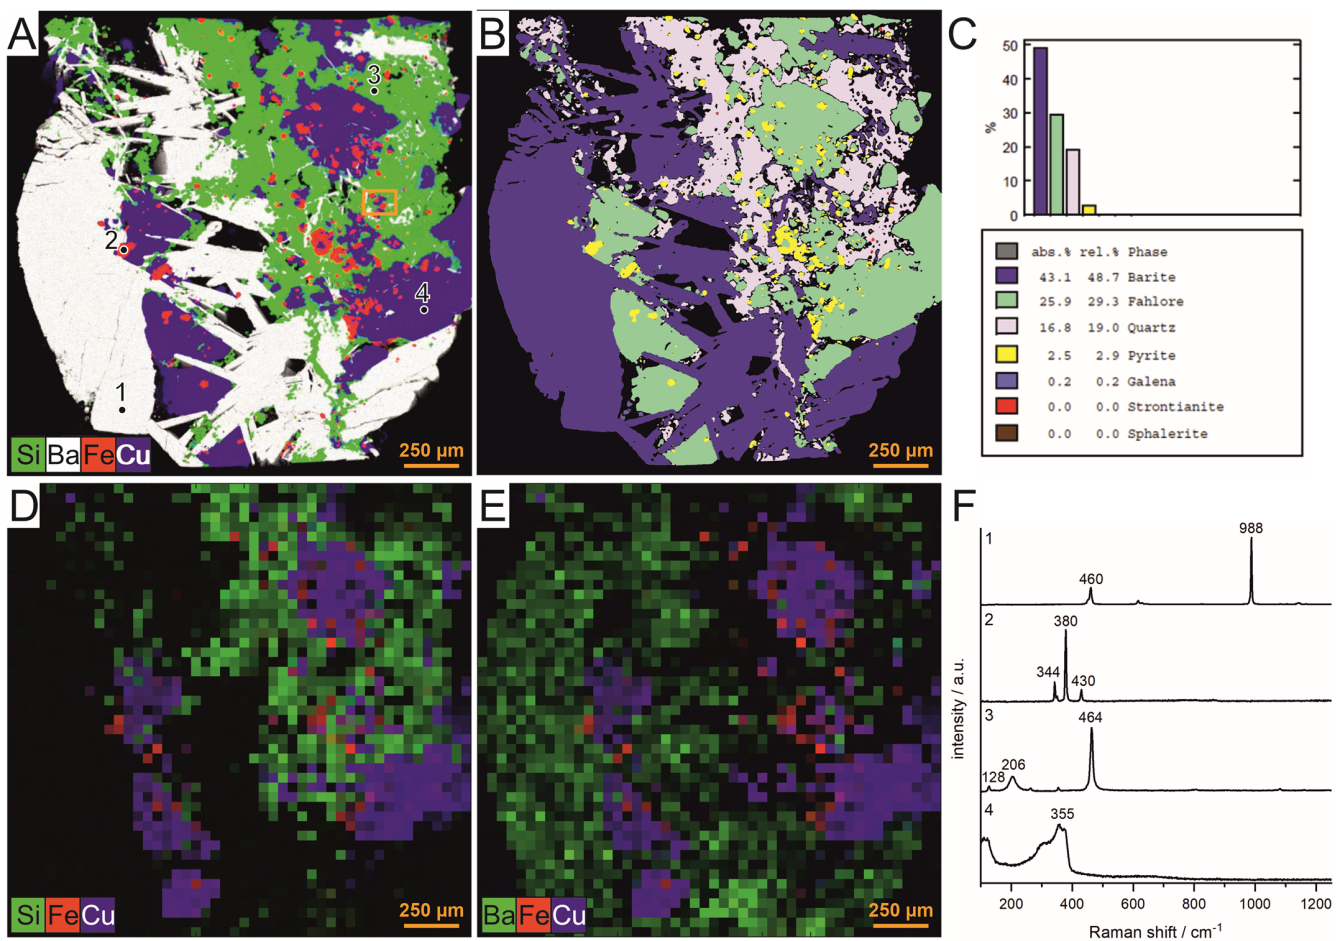 A
3
2
4
1
Si Ba Fe Cu
250 µm
B
250 µm
C
50
40
30
20
10
0
%
abs.% rel.% Phase
43.1 48.7 Barite
25.9 29.3 Fahlore
16.8 19.0 Quartz
2.5 2.9 Pyrite
0.2 0.2 Galena
0.0 0.0 Strontianite
0.0 0.0 Sphalerite
D
Si Fe Cu
250 µm
E
Ba Fe Cu
250 µm
F
1
460
988
2
344
380
430
3
128
206
464
4
355
intensity / a.u.
200 400 600 800 1000 1200
Raman shift / cm⁻¹